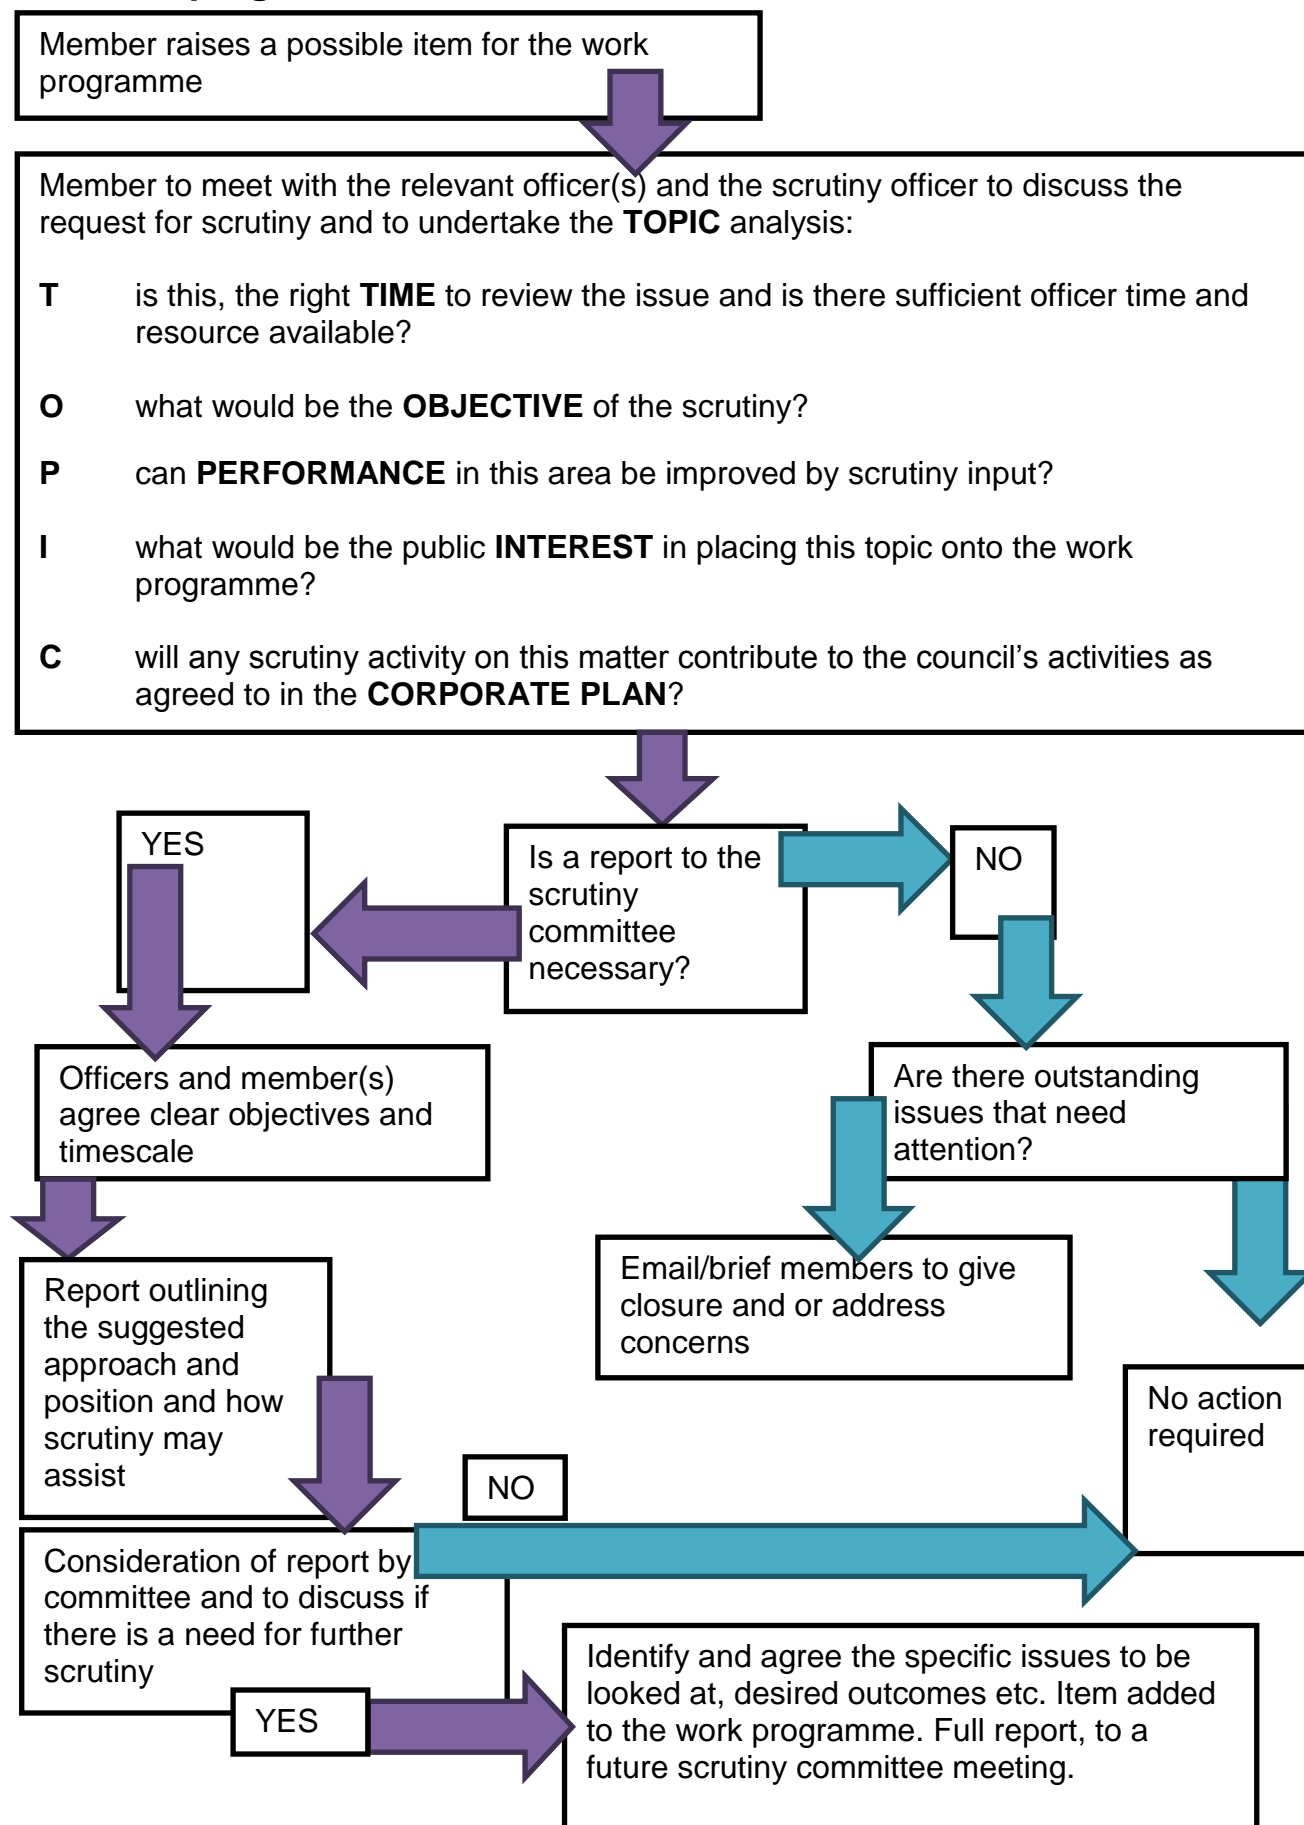 Member raises a possible item for the work
programme
Member to meet with the relevant officer(s) and the scrutiny officer to discuss the
request for scrutiny and to undertake the TOPIC analysis:
T is this, the right TIME to review the issue and is there sufficient officer time and
resource available?
O what would be the OBJECTIVE of the scrutiny?
P can PERFORMANCE in this area be improved by scrutiny input?
I what would be the public INTEREST in placing this topic onto the work
programme?
C will any scrutiny activity on this matter contribute to the council's activities as
agreed to in the CORPORATE PLAN?
YES
Is a report to the
scrutiny
committee
necessary?
NO
Officers and member(s)
agree clear objectives and
timescale
Are there outstanding
issues that need
attention?
Report outlining
the suggested
approach and
position and how
scrutiny may
assist
Email/brief members to give
closure and or address
concerns
No action
required
NO
Consideration of report by
committee and to discuss if
there is a need for further
scrutiny
YES
Identify and agree the specific issues to be
looked at, desired outcomes etc. Item added
to the work programme. Full report, to a
future scrutiny committee meeting.